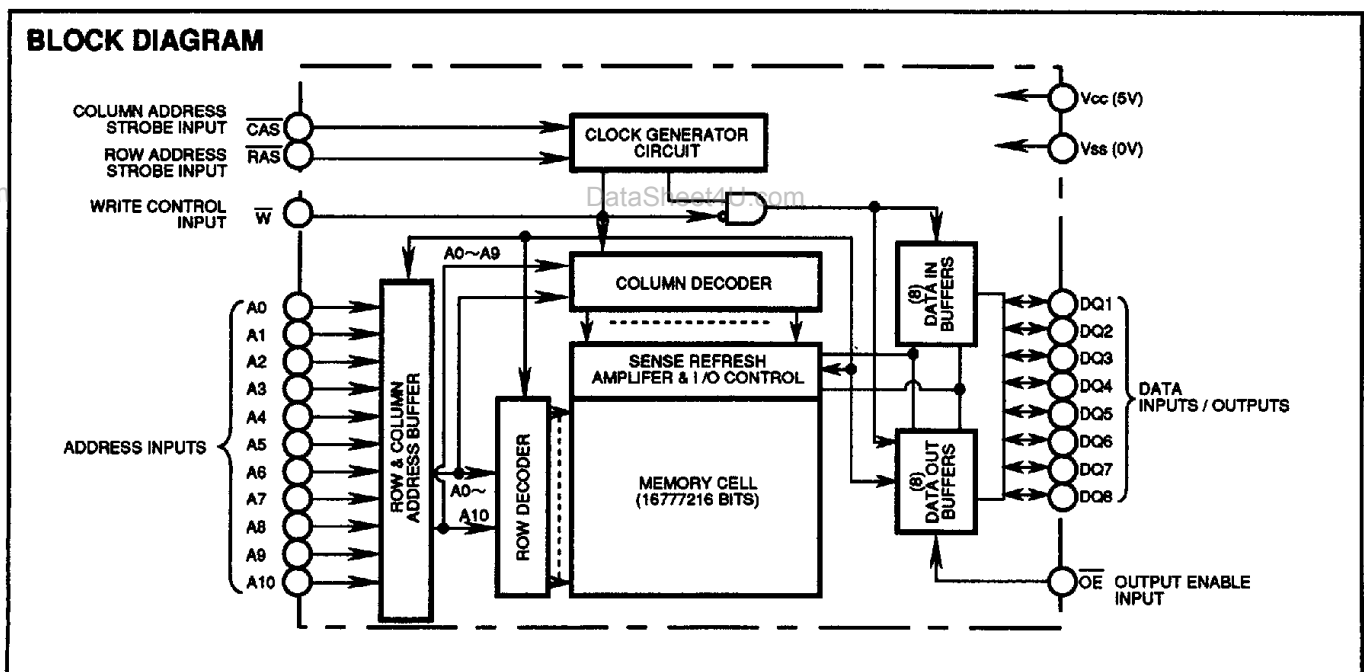 BLOCK DIAGRAM
COLUMN ADDRESS
STROBE INPUT
C̅A̅S̅
ROW ADDRESS
STROBE INPUT
R̅A̅S̅
WRITE CONTROL
INPUT
W̅
CLOCK GENERATOR
CIRCUIT
Vcc (5V)
Vss (0V)
DataSheet4U.com
m
A0~A9
COLUMN DECODER
SENSE REFRESH
AMPLIFER & I/O CONTROL
MEMORY CELL
(16777216 BITS)
ADDRESS INPUTS
A0
A1
A2
A3
A4
A5
A6
A7
A8
A9
A10
ROW & COLUMN
ADDRESS BUFFER
A0~
A10
ROW DECODER
(8)
DATA IN
BUFFERS
(8)
DATA OUT
BUFFERS
DQ1
DQ2
DQ3
DQ4
DQ5
DQ6
DQ7
DQ8
DATA
INPUTS / OUTPUTS
O̅E̅ OUTPUT ENABLE
INPUT